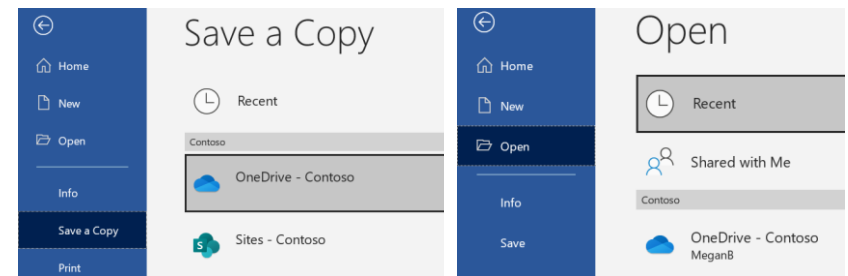 Save a Copy
Home
New
Open
Info
Save a Copy
Print
Recent
Contoso
OneDrive - Contoso
S
Sites - Contoso
Open
Home
New
Open
Info
Save
Recent
Shared with Me
Contoso
OneDrive - Contoso
MeganB